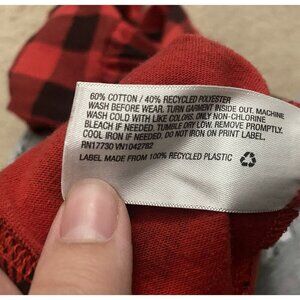 60% COTTON / 40% RECYCLED POLYESTER
WASH BEFORE WEAR. TURN GARMENT INSIDE OUT. MACHINE
WASH COLD WITH LIKE COLORS. ONLY NON-CHLORINE
BLEACH IF NEEDED. TUMBLE DRY LOW. REMOVE PROMPTLY.
COOL IRON IF NEEDED. DO NOT IRON ON PRINT LABEL.
RN17730 VN1042782
LABEL MADE FROM 100% RECYCLED PLASTIC